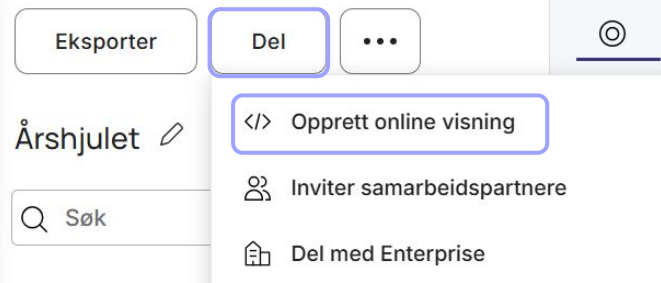 Eksporter
Del
•••
Opprett online visning
Årshjulet
Inviter samarbeidspartnere
Søk
Del med Enterprise